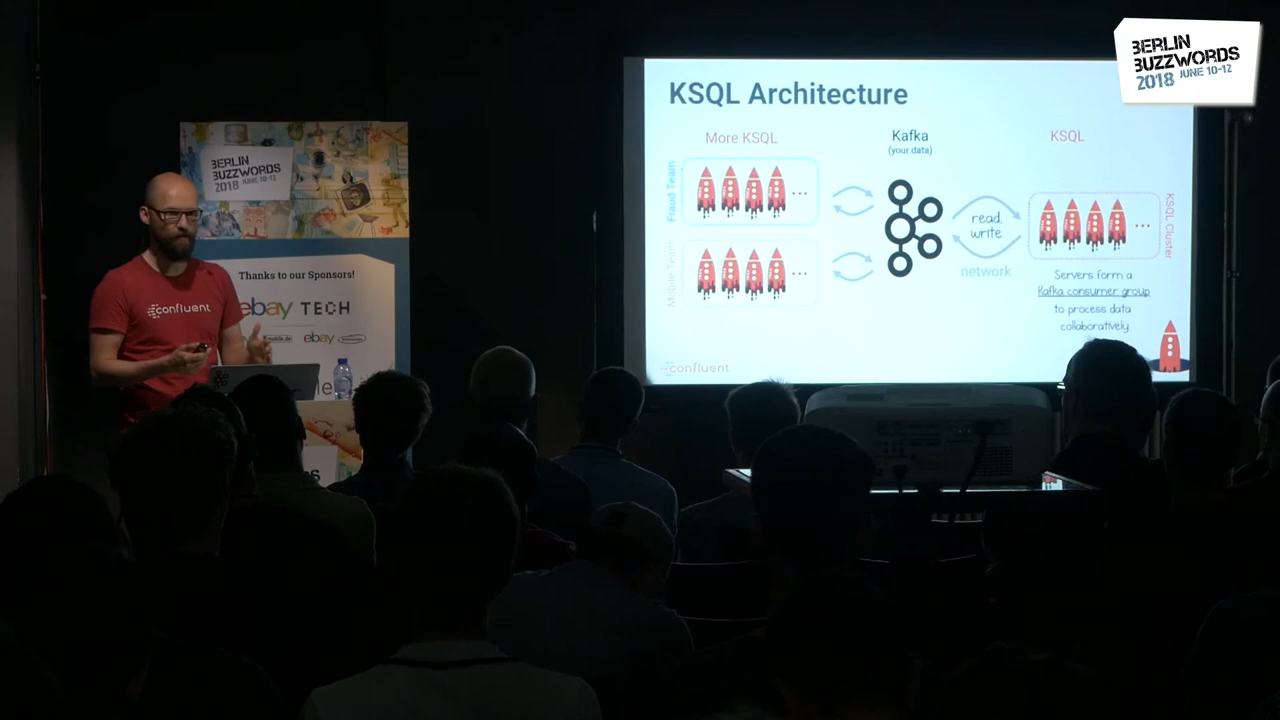 BERLIN
BUZZWORDS
2018 JUNE 10-12
KSQL Architecture
More KSQL
Kafka
(your data)
KSQL
Fraud Team
...
read,
write
...
KSQL Cluster
Mobile Team
...
network
Servers form a
Kafka consumer group
to process data
collaboratively
confluent
BERLIN
BUZZWORDS
2018 JUNE 10-12
Thanks to our Sponsors!
ebay TECH
mobile.de
ebay
confluent